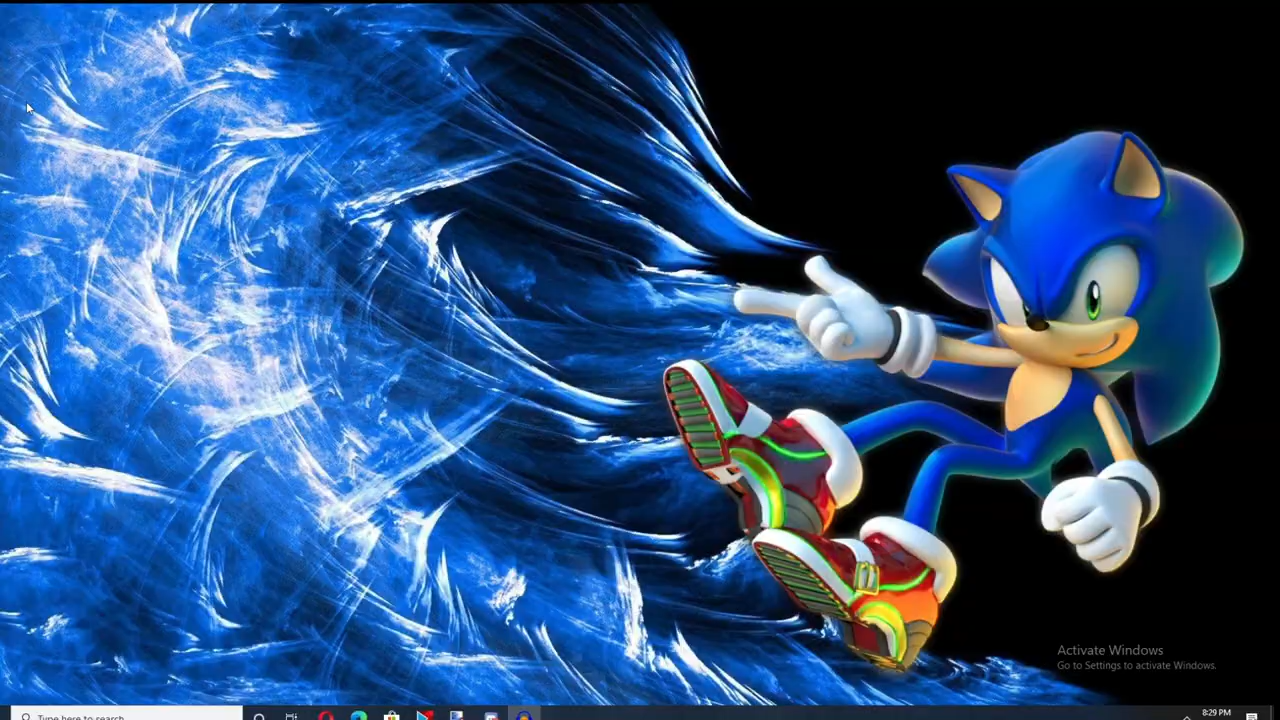 Activate Windows
Go to Settings to activate Windows.
Type here to search
8:29 PM